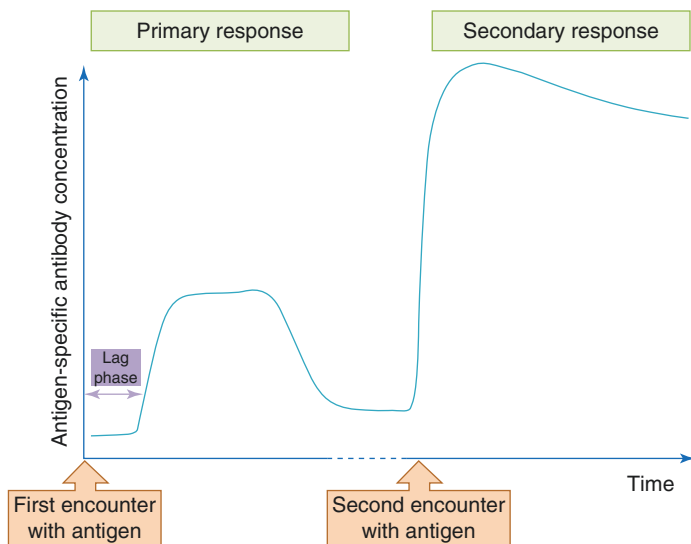 Primary response
Secondary response
Antigen-specific antibody concentration
Lag
phase
Time
First encounter
with antigen
Second encounter
with antigen